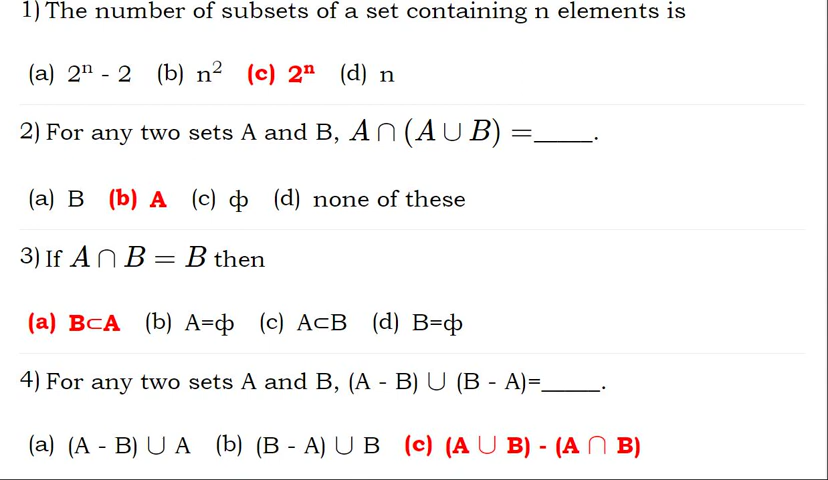 1) The number of subsets of a set containing n elements is
(a) 2ⁿ - 2 (b) n² (c) 2ⁿ (d) n
2) For any two sets A and B, A ∩ (A ∪ B) =_____.
(a) B (b) A (c) ф (d) none of these
3) If A ∩ B = B then
(a) B⊂A (b) A=ф (c) A⊂B (d) B=ф
4) For any two sets A and B, (A - B) ∪ (B - A)=_____.
(a) (A - B) ∪ A (b) (B - A) ∪ B (c) (A ∪ B) - (A ∩ B)